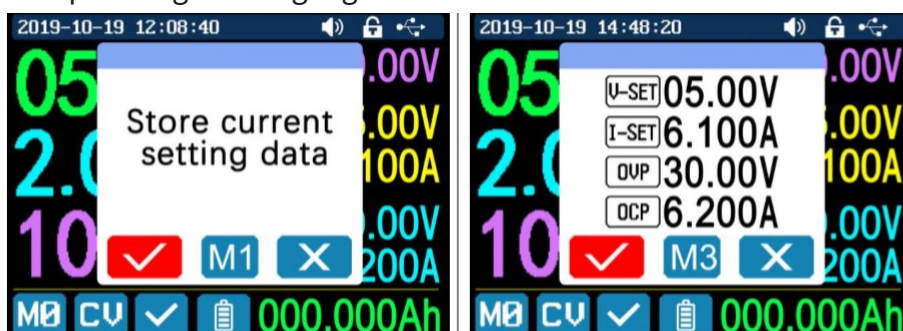 2019-10-19 12:08:40
05
.00V
Store current
setting data
.00V
2.0
100A
10
.00V
M1
200A
M0 CV 000.000Ah
2019-10-19 14:48:20
05
.00V
V-SET 05.00V
.00V
I-SET 6.100A
2.0
100A
OVP 30.00V
OCP 6.200A
10
.00V
M3
200A
M0 CV 000.000Ah